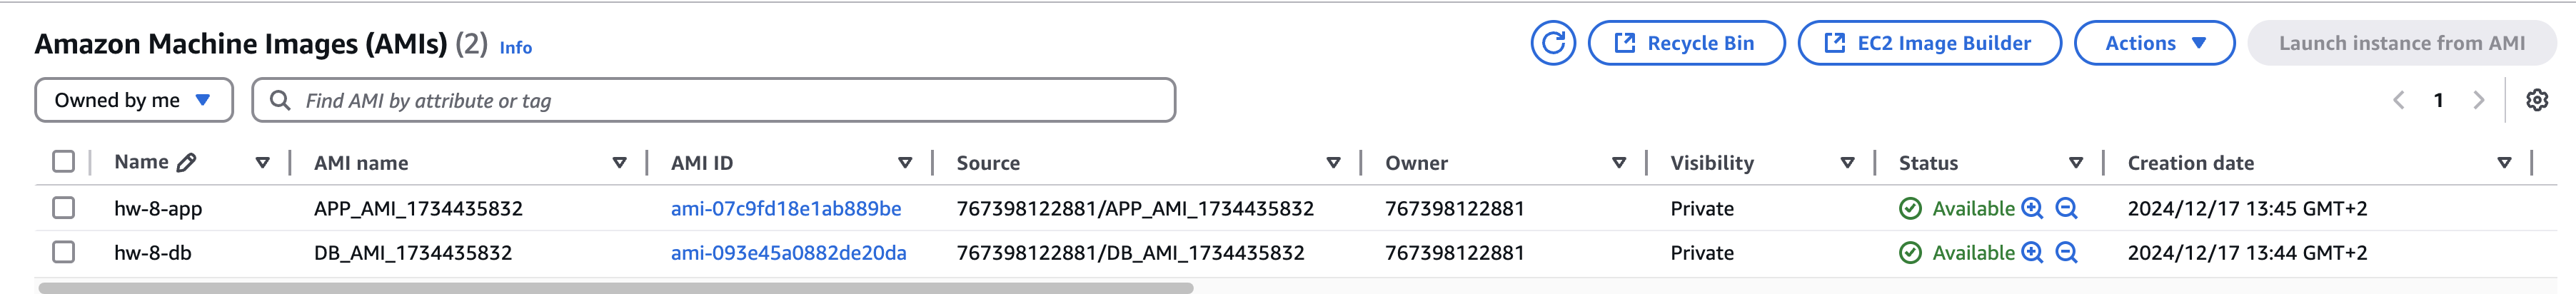 Amazon Machine Images (AMIs) (2) Info Recycle Bin EC2 Image Builder Actions Launch instance from AMI
Owned by me Find AMI by attribute or tag 1
Name AMI name AMI ID Source Owner Visibility Status Creation date
hw-8-app APP_AMI_1734435832 ami-07c9fd18e1ab889be 767398122881/APP_AMI_1734435832 767398122881 Private Available 2024/12/17 13:45 GMT+2
hw-8-db DB_AMI_1734435832 ami-093e45a0882de20da 767398122881/DB_AMI_1734435832 767398122881 Private Available 2024/12/17 13:44 GMT+2